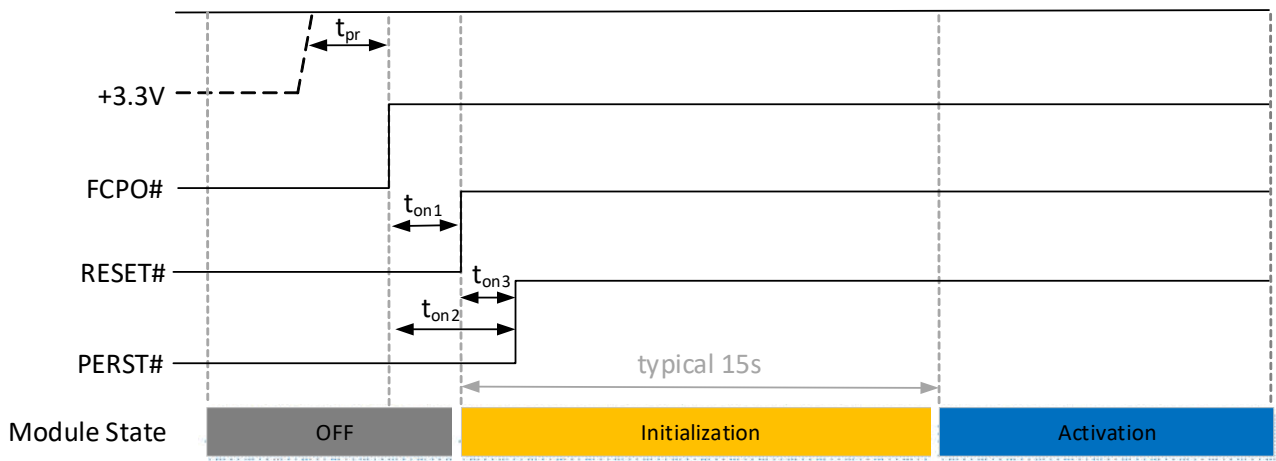 tpr
+3.3V
FCPO#
ton1
RESET#
ton3
ton2
PERST#
typical 15s
Module State OFF Initialization Activation